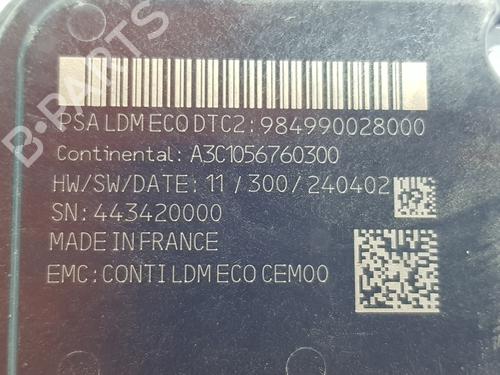 B-PARTS
PSA LDM ECO DTC2: 984990028000
Continental: A3C1056760300
HW/SW/DATE: 11/300/240402
SN: 443420000
MADE IN FRANCE
EMC: CONTI LDM ECO CEM00